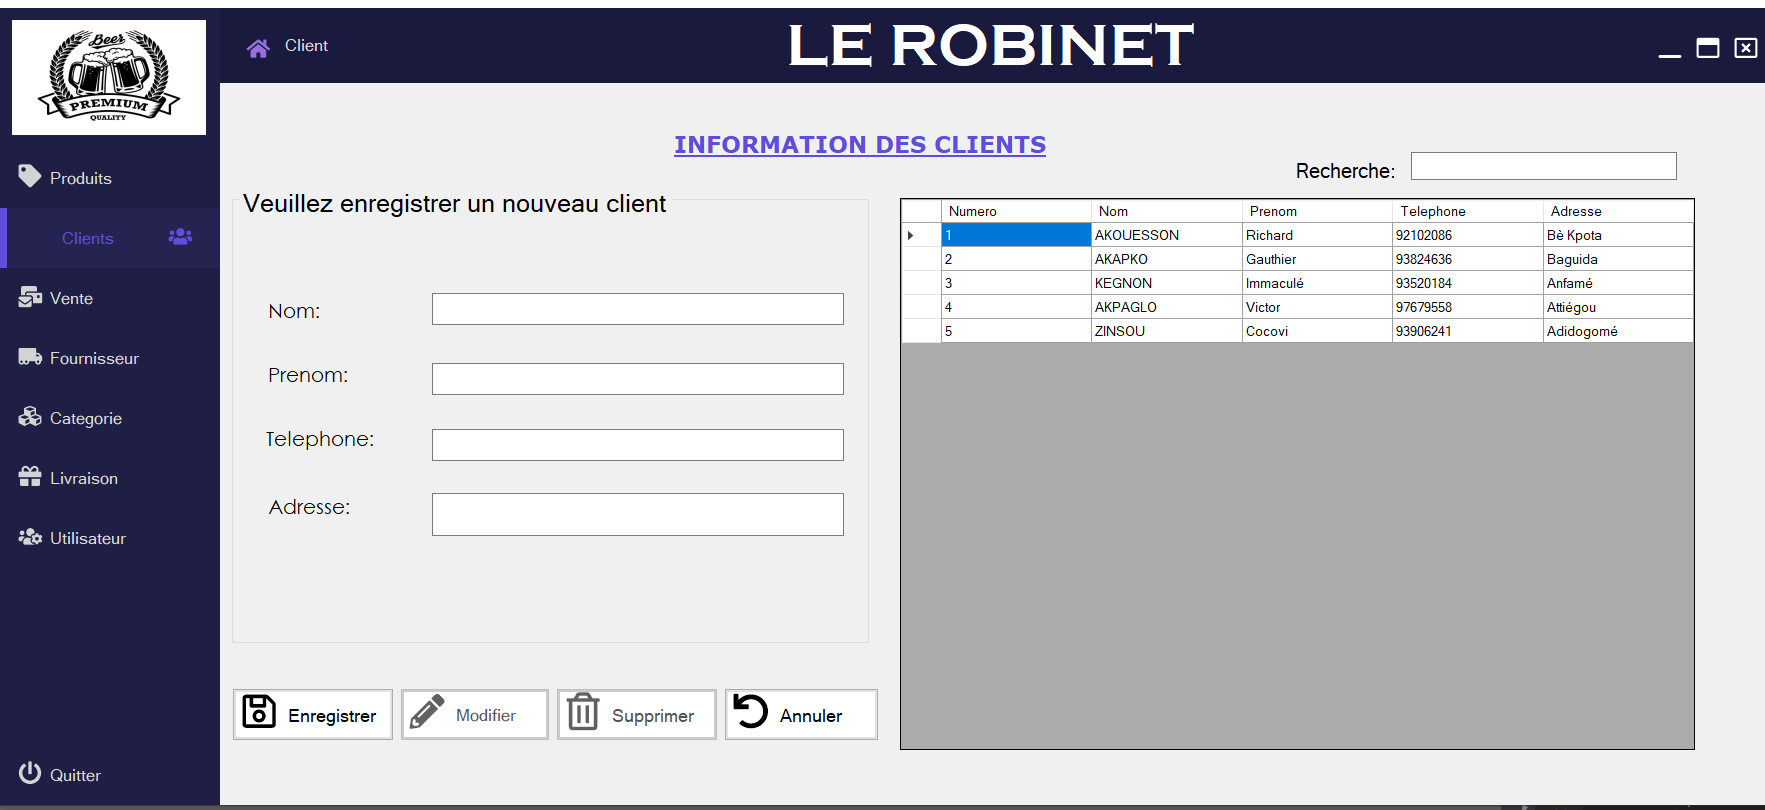 Beer
PREMIUM
QUALITY
Client
LE ROBINET
Produits
Clients
Vente
Fournisseur
Categorie
Livraison
Utilisateur
Quitter
INFORMATION DES CLIENTS
Recherche:
Veuillez enregistrer un nouveau client
Nom:
Prenom:
Telephone:
Adresse:
Enregistrer Modifier Supprimer Annuler
Numero Nom Prenom Telephone Adresse
1 AKOUESSON Richard 92102086 Bè Kpota
2 AKAPKO Gauthier 93824636 Baguida
3 KEGNON Immaculé 93520184 Anfamé
4 AKPAGLO Victor 97679558 Attiégou
5 ZINSOU Cocovi 93906241 Adidogomé